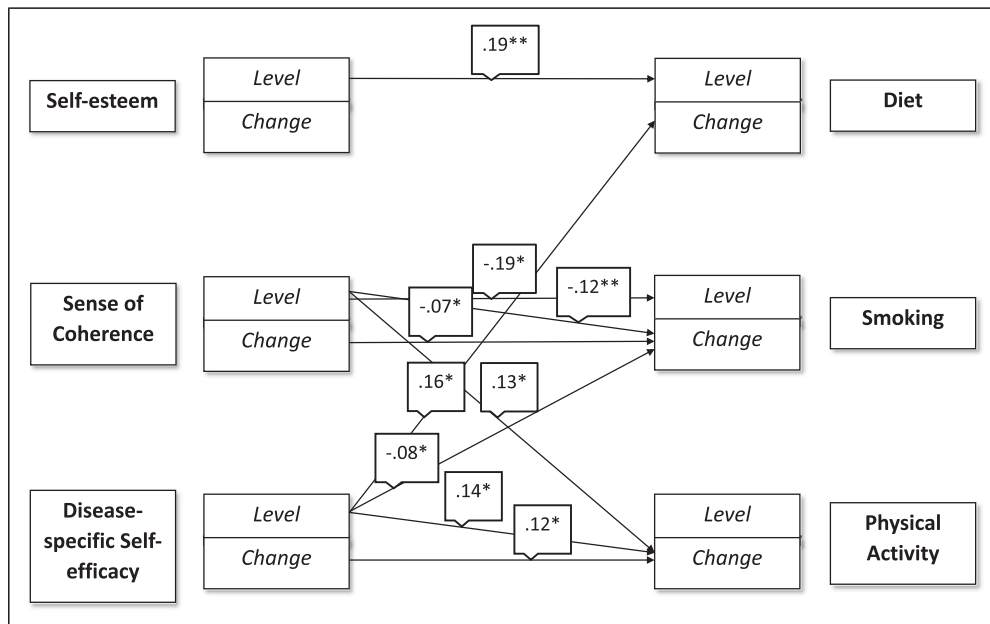 .19**
Self-esteem
Level
Change
Level
Change
Diet
-.19*
-.12**
-.07*
Sense of
Coherence
Level
Change
Level
Change
Smoking
.16*
.13*
-.08*
Disease-
specific Self-
efficacy
Level
Change
.14*
.12*
Level
Change
Physical
Activity